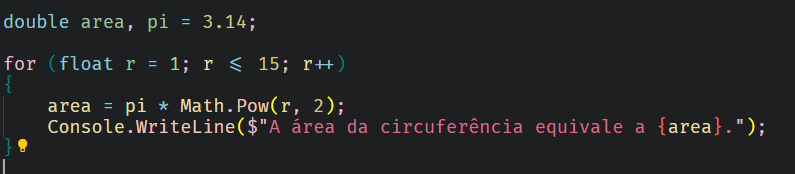 double area, pi = 3.14;
for (float r = 1; r <= 15; r++)
{
area = pi * Math.Pow(r, 2);
Console.WriteLine($"A área da circuferência equivale a {area}.");
}